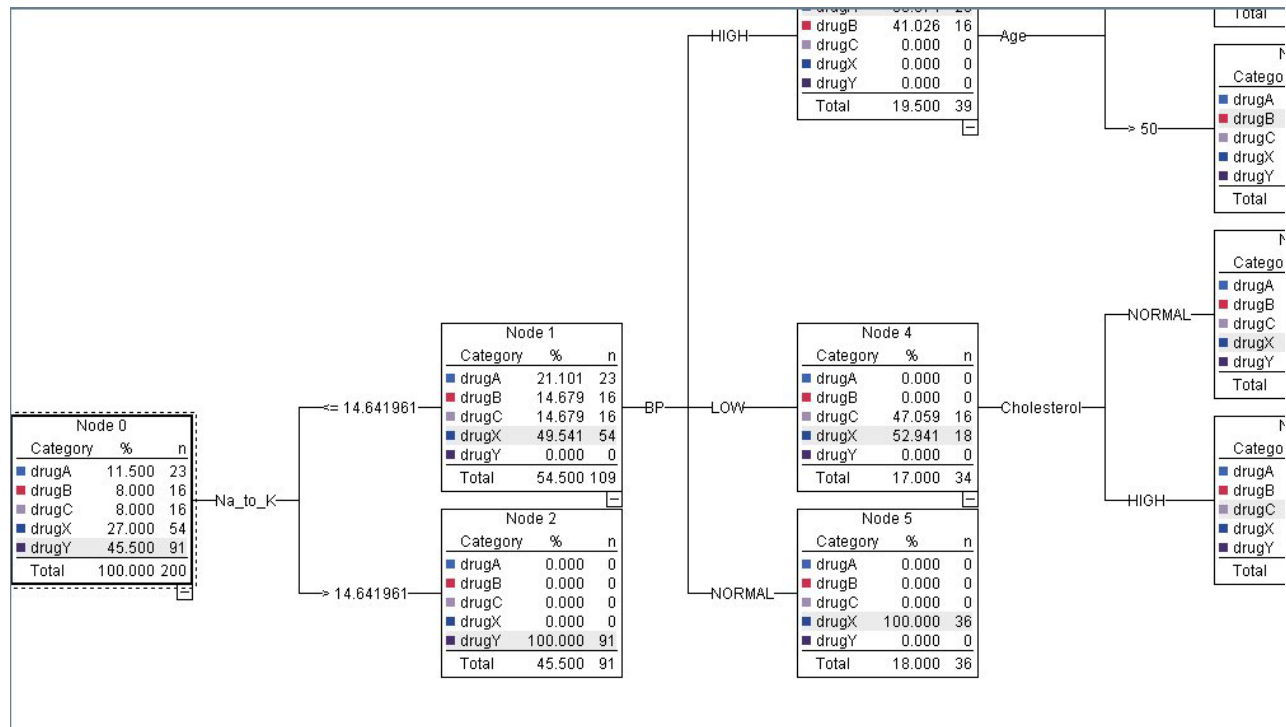 Node 0
Category % n
drugA 11.500 23
drugB 8.000 16
drugC 8.000 16
drugX 27.000 54
drugY 45.500 91
Total 100.000 200
Na_to_K
<= 14.641961
> 14.641961
Node 1
Category % n
drugA 21.101 23
drugB 14.679 16
drugC 14.679 16
drugX 49.541 54
drugY 0.000 0
Total 54.500 109
Node 2
Category % n
drugA 0.000 0
drugB 0.000 0
drugC 0.000 0
drugX 0.000 0
drugY 100.000 91
Total 45.500 91
BP
HIGH
LOW
NORMAL
drugB 41.026 16
drugC 0.000 0
drugX 0.000 0
drugY 0.000 0
Total 19.500 39
Node 4
Category % n
drugA 0.000 0
drugB 0.000 0
drugC 47.059 16
drugX 52.941 18
drugY 0.000 0
Total 17.000 34
Node 5
Category % n
drugA 0.000 0
drugB 0.000 0
drugC 0.000 0
drugX 100.000 36
drugY 0.000 0
Total 18.000 36
Age
> 50
Cholesterol
NORMAL
HIGH
Total
Catego
drugA
drugB
drugC
drugX
drugY
Total
Catego
drugA
drugB
drugC
drugX
drugY
Total
Catego
drugA
drugB
drugC
drugX
drugY
Total